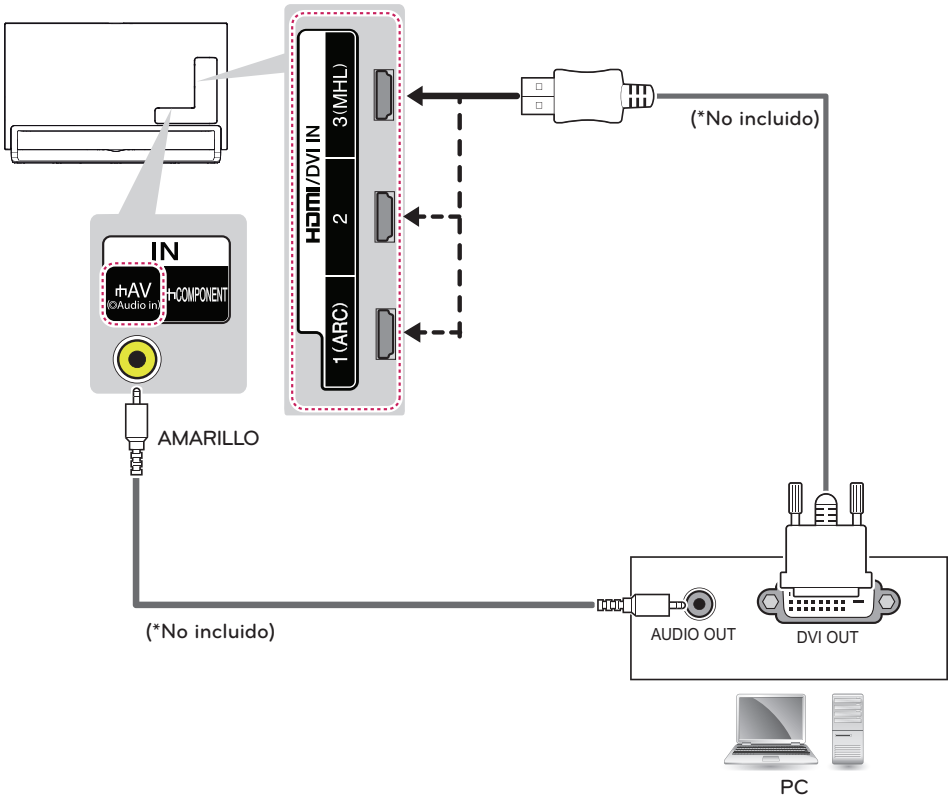 3(MHL)
2
1(ARC)
HDMI/DVI IN
(*No incluido)
IN
AV
(Audio in)
COMPONENT
AMARILLO
(*No incluido)
AUDIO OUT
DVI OUT
PC